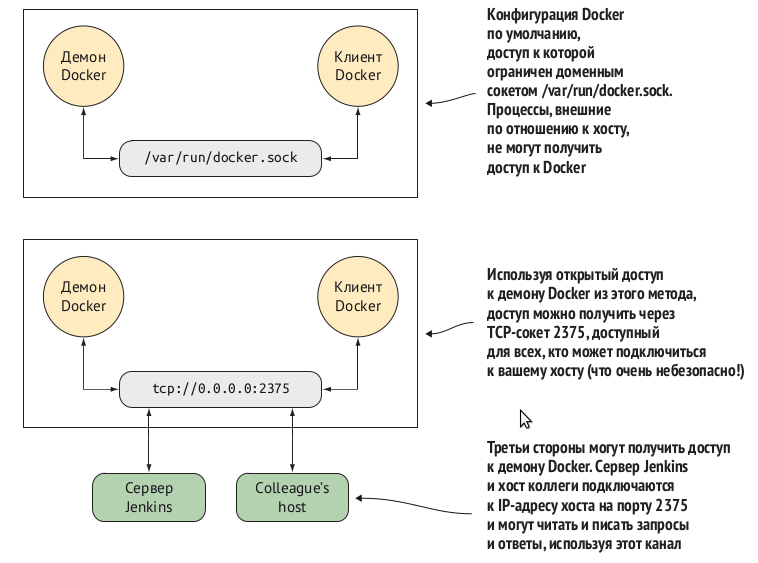 Демон
Docker
Клиент
Docker
/var/run/docker.sock
Конфигурация Docker
по умолчанию,
доступ к которой
ограничен доменным
сокетом /var/run/docker.sock.
Процессы, внешние
по отношению к хосту,
не могут получить
доступ к Docker
Демон
Docker
Клиент
Docker
tcp://0.0.0.0:2375
Используя открытый доступ
к демону Docker из этого метода,
доступ можно получить через
TCP-сокет 2375, доступный
для всех, кто может подключиться
к вашему хосту (что очень небезопасно!)
Сервер
Jenkins
Colleague's
host
Третьи стороны могут получить доступ
к демону Docker. Сервер Jenkins
и хост коллеги подключаются
к IP-адресу хоста на порту 2375
и могут читать и писать запросы
и ответы, используя этот канал